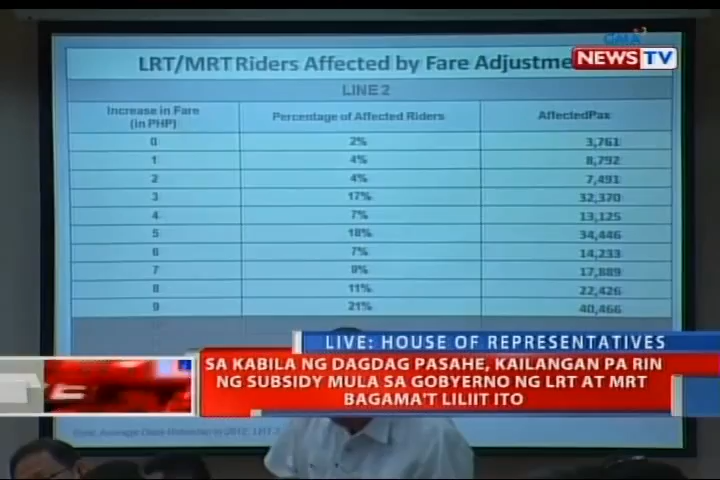 GMA
NEWSTV
LRT/MRT Riders Affected by Fare Adjustme
LINE 2
Increase in Fare (in PHP) Percentage of Affected Riders AffectedPax
0 2% 3,761
1 4% 8,792
2 4% 7,491
3 17% 32,370
4 7% 13,125
5 18% 34,446
6 7% 14,233
7 9% 17,889
8 11% 22,426
9 21% 40,466
LIVE: HOUSE OF REPRESENTATIVES
SA KABILA NG DAGDAG PASAHE, KAILANGAN PA RIN
NG SUBSIDY MULA SA GOBYERNO NG LRT AT MRT
BAGAMA'T LILIIT ITO